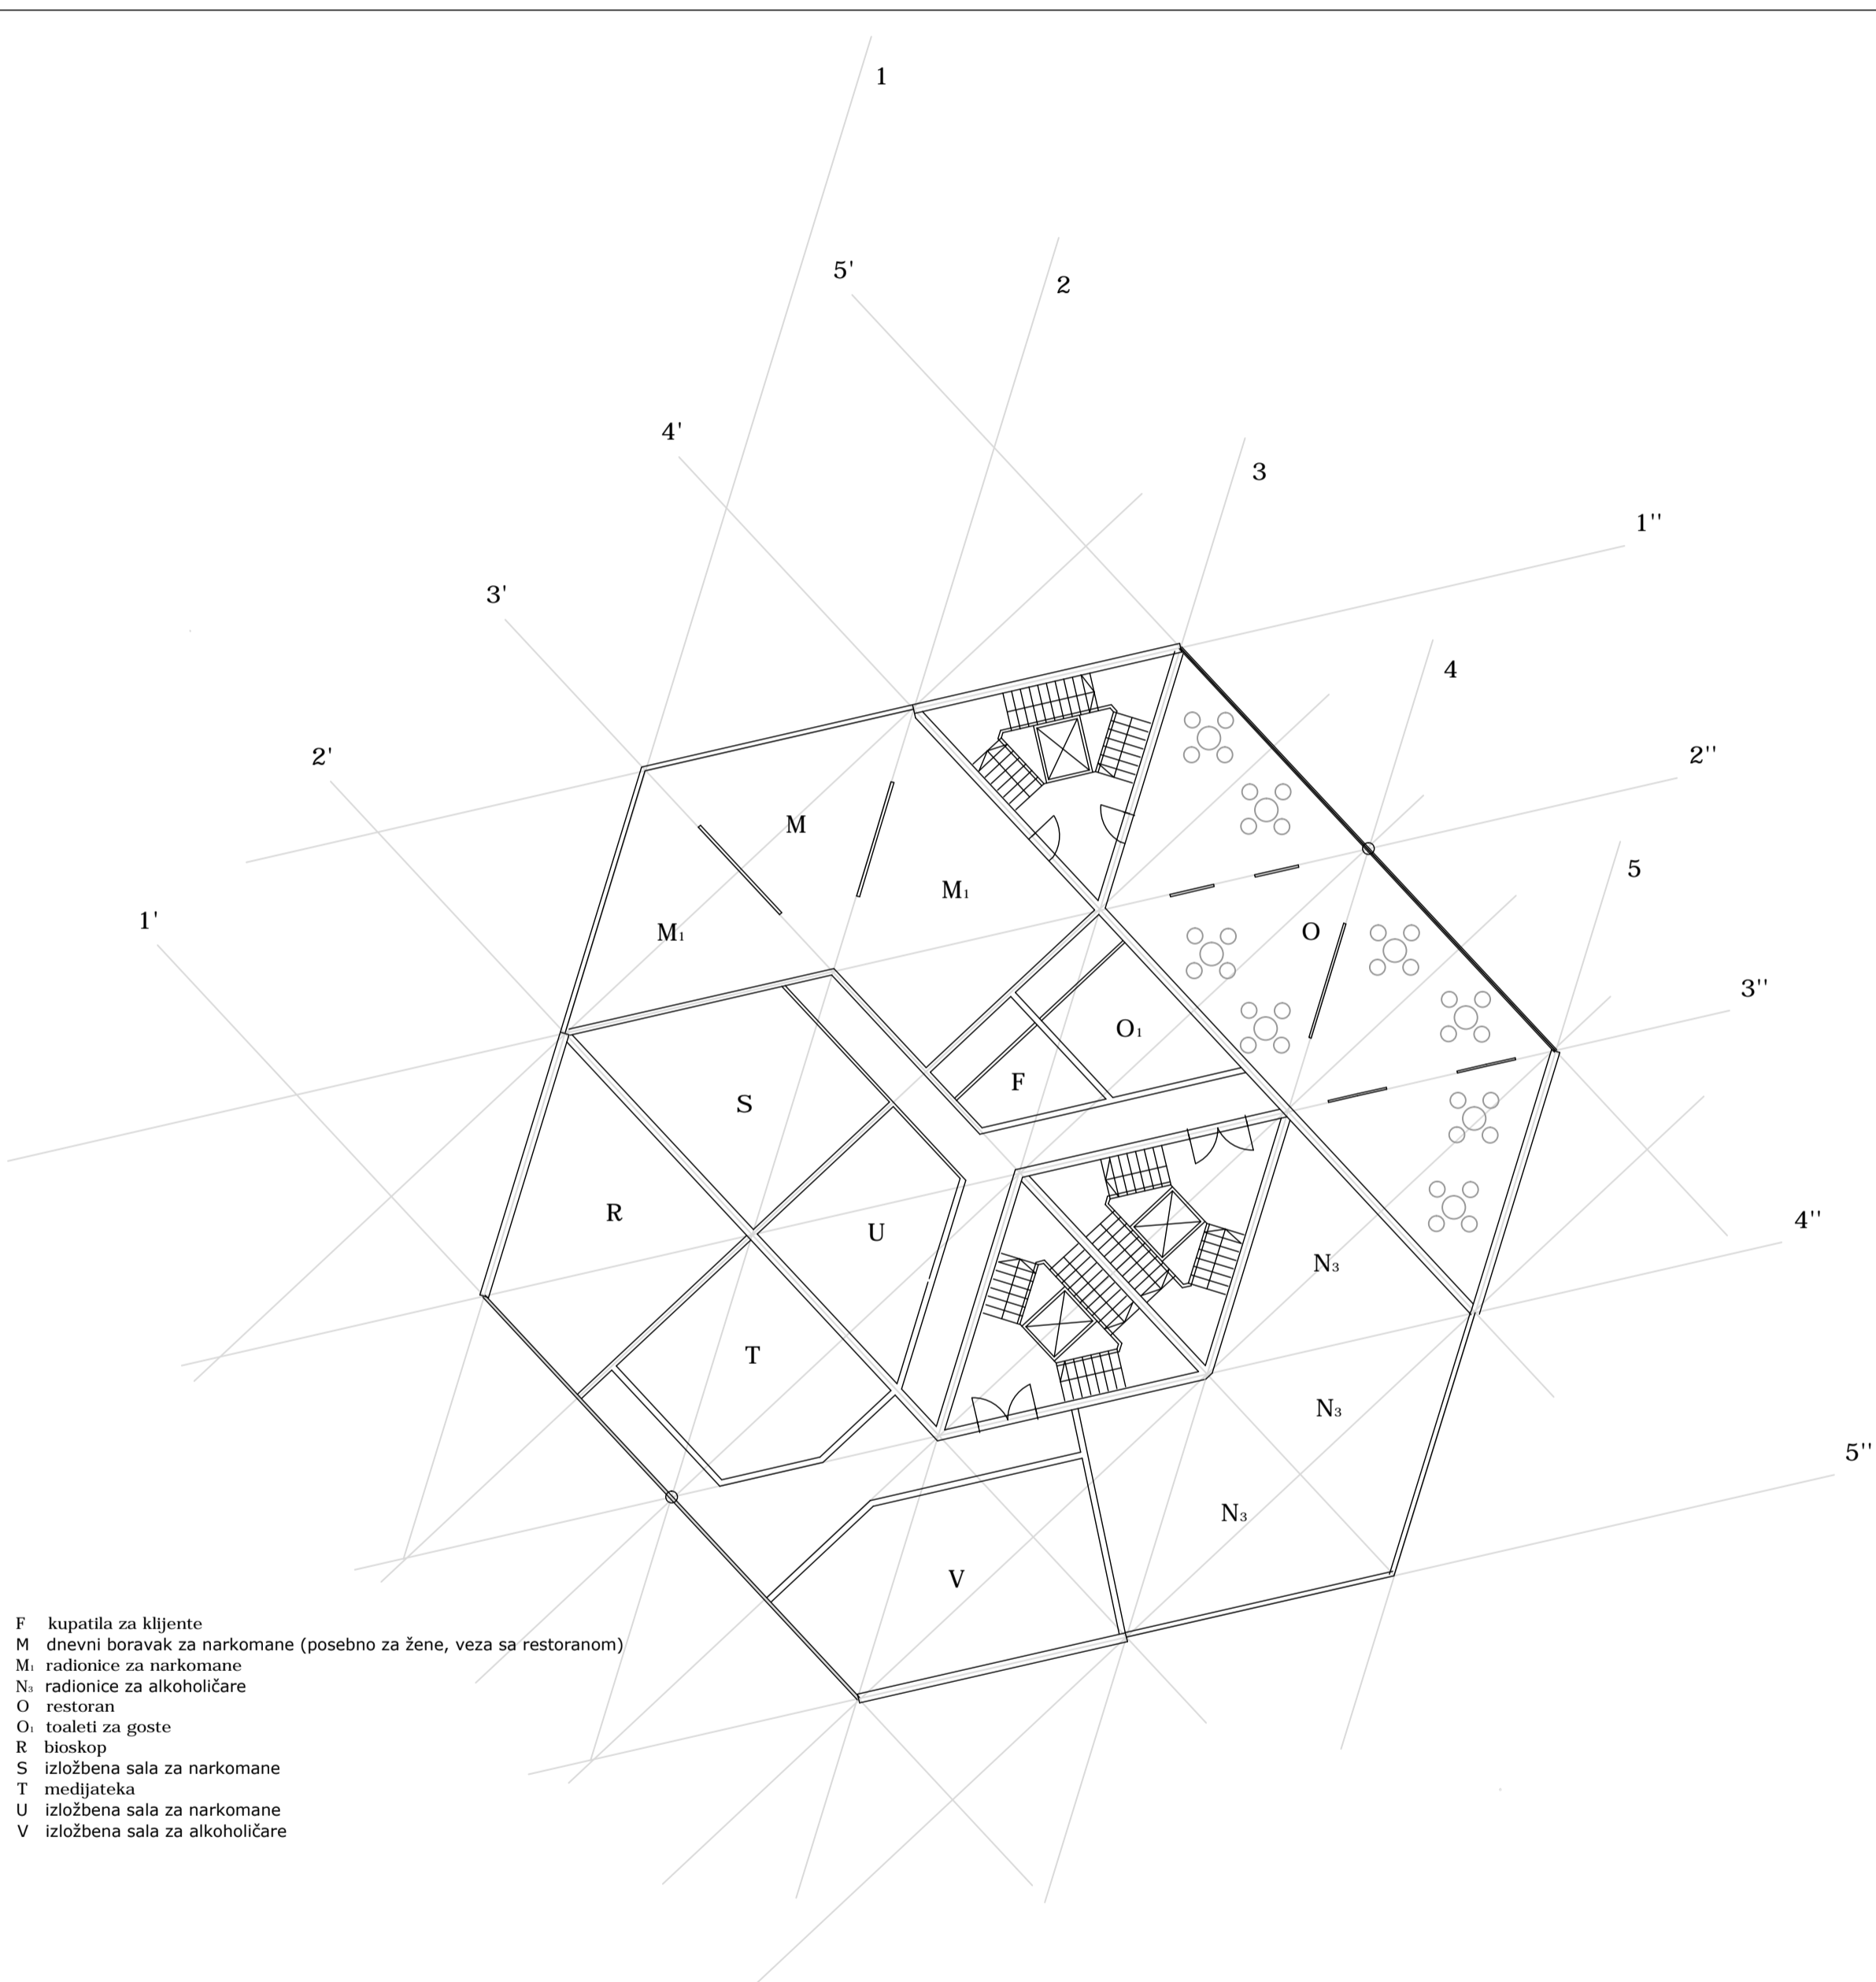 1
5'
2
4'
3
1''
3'
4
2''
2'
M
5
M₁
1'
M₁
O
3''
O₁
F
S
R
U
4''
N₃
T
N₃
5''
N₃
V
F kupatila za klijente
M dnevni boravak za narkomane (posebno za žene, veza sa restoranom)
M₁ radionice za narkomane
N₃ radionice za alkoholičare
O restoran
O₁ toaleti za goste
R bioskop
S izložbena sala za narkomane
T medijateka
U izložbena sala za narkomane
V izložbena sala za alkoholičare